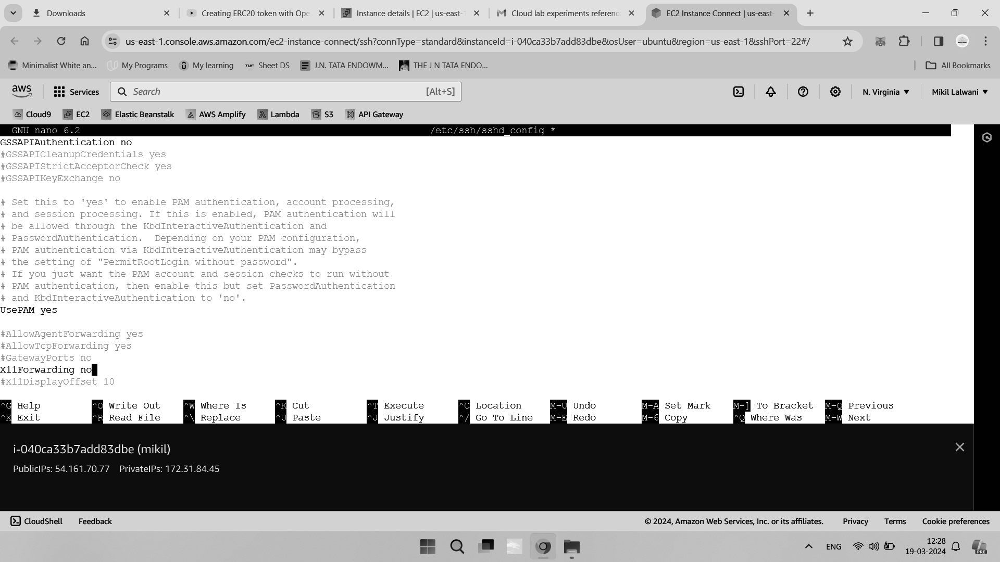 Downloads
Creating ERC20 token with Ope
Instance details | EC2 | us-east-1
Cloud lab experiments referenc
EC2 Instance Connect | us-east-
us-east-1.console.aws.amazon.com/ec2-instance-connect/ssh?connType=standard&instanceId=i-040ca33b7add83dbe&osUser=ubuntu&region=us-east-1&sshPort=22#/
Minimalist White an...
My Programs
My learning
TUF Sheet DS
J.N. TATA ENDOWM...
THE J N TATA ENDO...
All Bookmarks
aws
Services
Search
[Alt+S]
N. Virginia
Mikil Lalwani
Cloud9
EC2
Elastic Beanstalk
AWS Amplify
Lambda
S3
API Gateway
GNU nano 6.2 /etc/ssh/sshd_config *
GSSAPIAuthentication no
#GSSAPICleanupCredentials yes
#GSSAPIStrictAcceptorCheck yes
#GSSAPIKeyExchange no
# Set this to 'yes' to enable PAM authentication, account processing,
# and session processing. If this is enabled, PAM authentication will
# be allowed through the KbdInteractiveAuthentication and
# PasswordAuthentication.  Depending on your PAM configuration,
# PAM authentication via KbdInteractiveAuthentication may bypass
# the setting of "PermitRootLogin without-password".
# If you just want the PAM account and session checks to run without
# PAM authentication, then enable this but set PasswordAuthentication
# and KbdInteractiveAuthentication to 'no'.
UsePAM yes
#AllowAgentForwarding yes
#AllowTcpForwarding yes
#GatewayPorts no
X11Forwarding no
#X11DisplayOffset 10
^G Help ^O Write Out ^W Where Is ^K Cut ^T Execute ^C Location M-U Undo M-A Set Mark M-] To Bracket M-Q Previous
^X Exit ^R Read File ^\ Replace ^U Paste ^J Justify ^/ Go To Line M-E Redo M-6 Copy ^Q Where Was M-W Next
i-040ca33b7add83dbe (mikil)
PublicIPs: 54.161.70.77 PrivateIPs: 172.31.84.45
CloudShell
Feedback
© 2024, Amazon Web Services, Inc. or its affiliates.
Privacy
Terms
Cookie preferences
ENG
12:28
19-03-2024
PRE